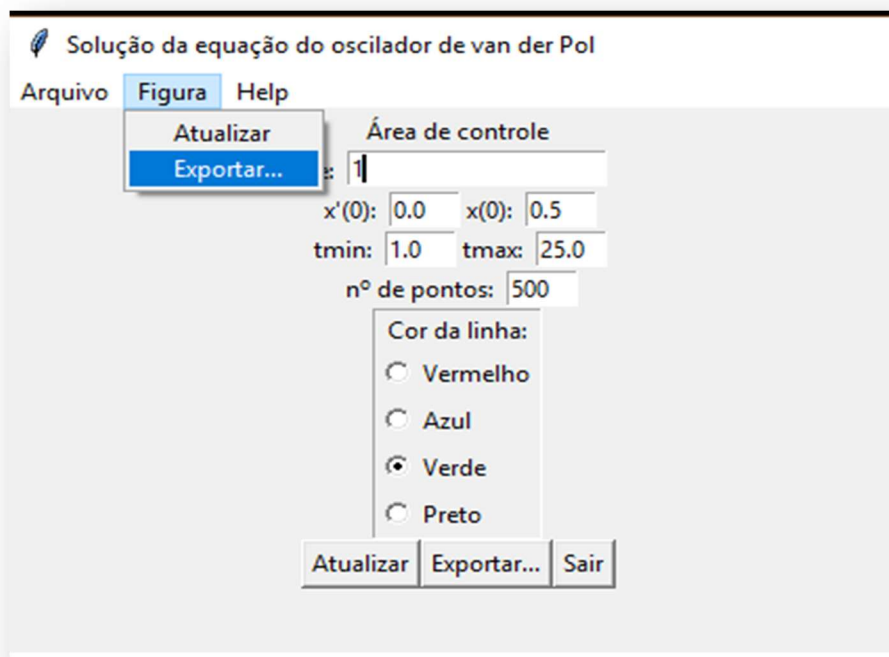 Solução da equação do oscilador de van der Pol
Arquivo Figura Help
Atualizar
Exportar...
Área de controle
1
x'(0): 0.0 x(0): 0.5
tmin: 1.0 tmax: 25.0
nº de pontos: 500
Cor da linha:
Vermelho
Azul
Verde
Preto
Atualizar Exportar... Sair